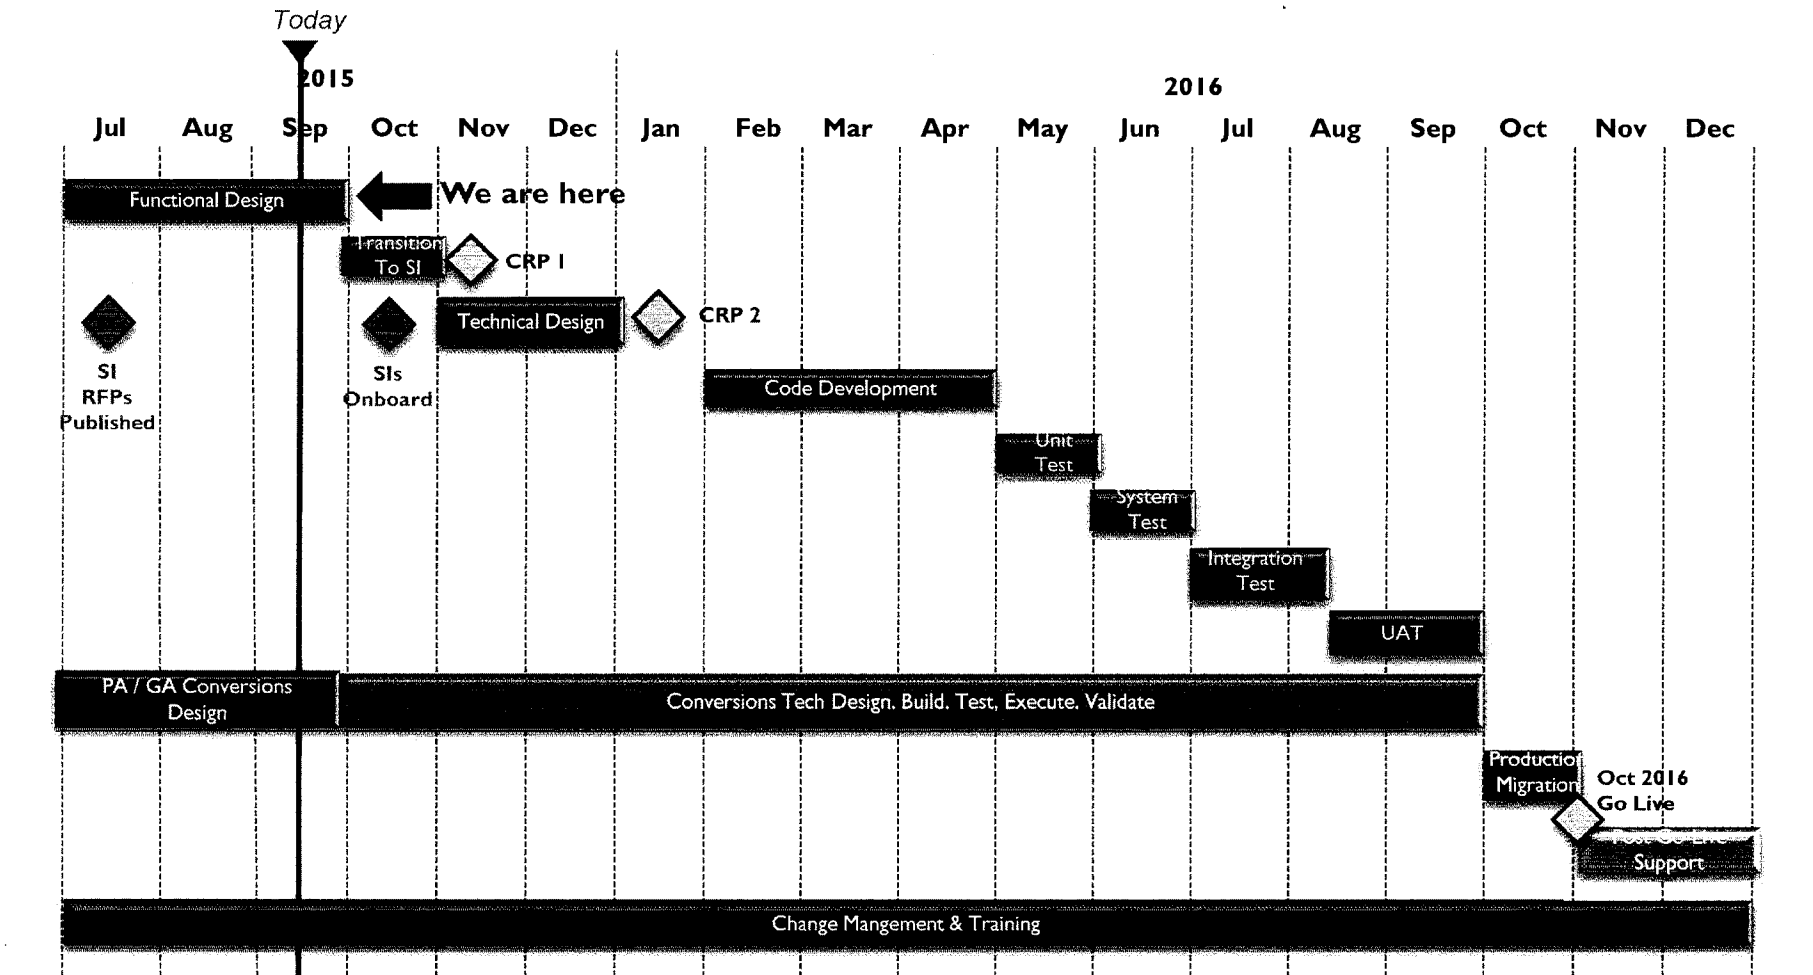 Today
2015
2016
Jul Aug Sep Oct Nov Dec Jan Feb Mar Apr May Jun Jul Aug Sep Oct Nov Dec
Functional Design
We are here
Transition
To SI
CRP 1
Technical Design
CRP 2
SI
RFPs
Published
SIs
Onboard
Code Development
Unit
Test
System
Test
Integration
Test
UAT
PA / GA Conversions
Design
Conversions Tech Design. Build. Test, Execute. Validate
Productio
Migration
Oct 2016
Go Live
Support
Change Mangement & Training